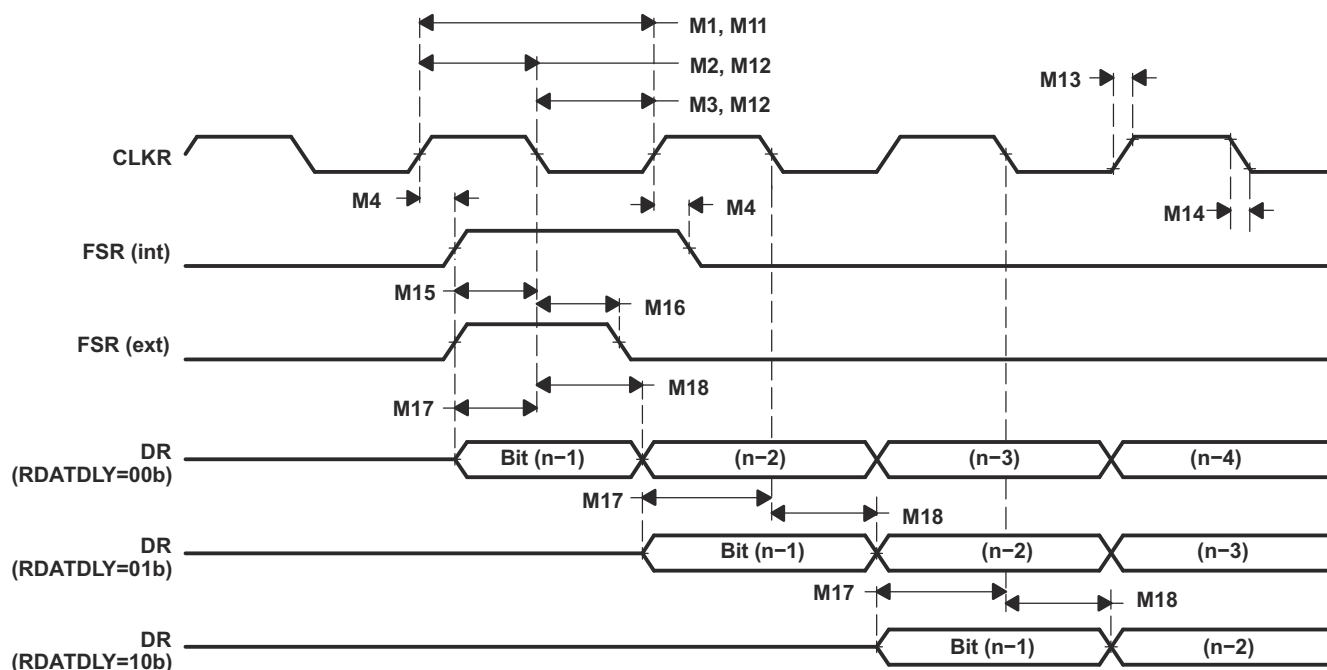 M1, M11
M2, M12
M13
M3, M12
CLKR
M4
M4
M14
FSR (int)
M15
M16
FSR (ext)
M18
M17
DR
(RDATDLY=00b)
Bit (n−1)
(n−2)
(n−3)
(n−4)
M17
M18
DR
(RDATDLY=01b)
Bit (n−1)
(n−2)
(n−3)
M17
M18
DR
(RDATDLY=10b)
Bit (n−1)
(n−2)